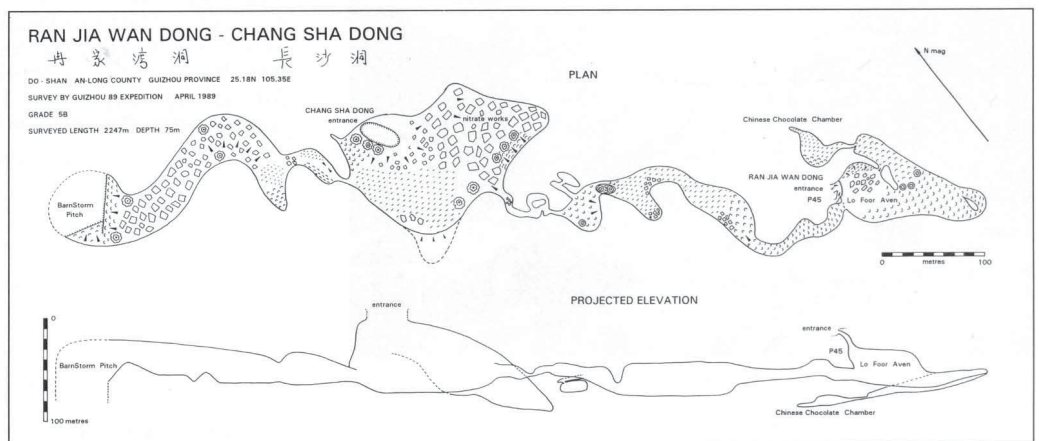 RAN JIA WAN DONG - CHANG SHA DONG
冉家湾洞 長沙洞
DO - SHAN AN-LONG COUNTY GUIZHOU PROVINCE 25.18N 105.35E
SURVEY BY GUIZHOU 89 EXPEDITION APRIL 1989
GRADE 5B
SURVEYED LENGTH 2247m DEPTH 75m
PLAN
N mag
CHANG SHA DONG
entrance
nitrate works
Chinese Chocolate Chamber
RAN JIA WAN DONG
entrance
P45
Lo Foor Aven
BarnStorm
Pitch
0 metres 100
PROJECTED ELEVATION
0
100 metres
BarnStorm Pitch
entrance
entrance
P45
Lo Foor Aven
Chinese Chocolate Chamber